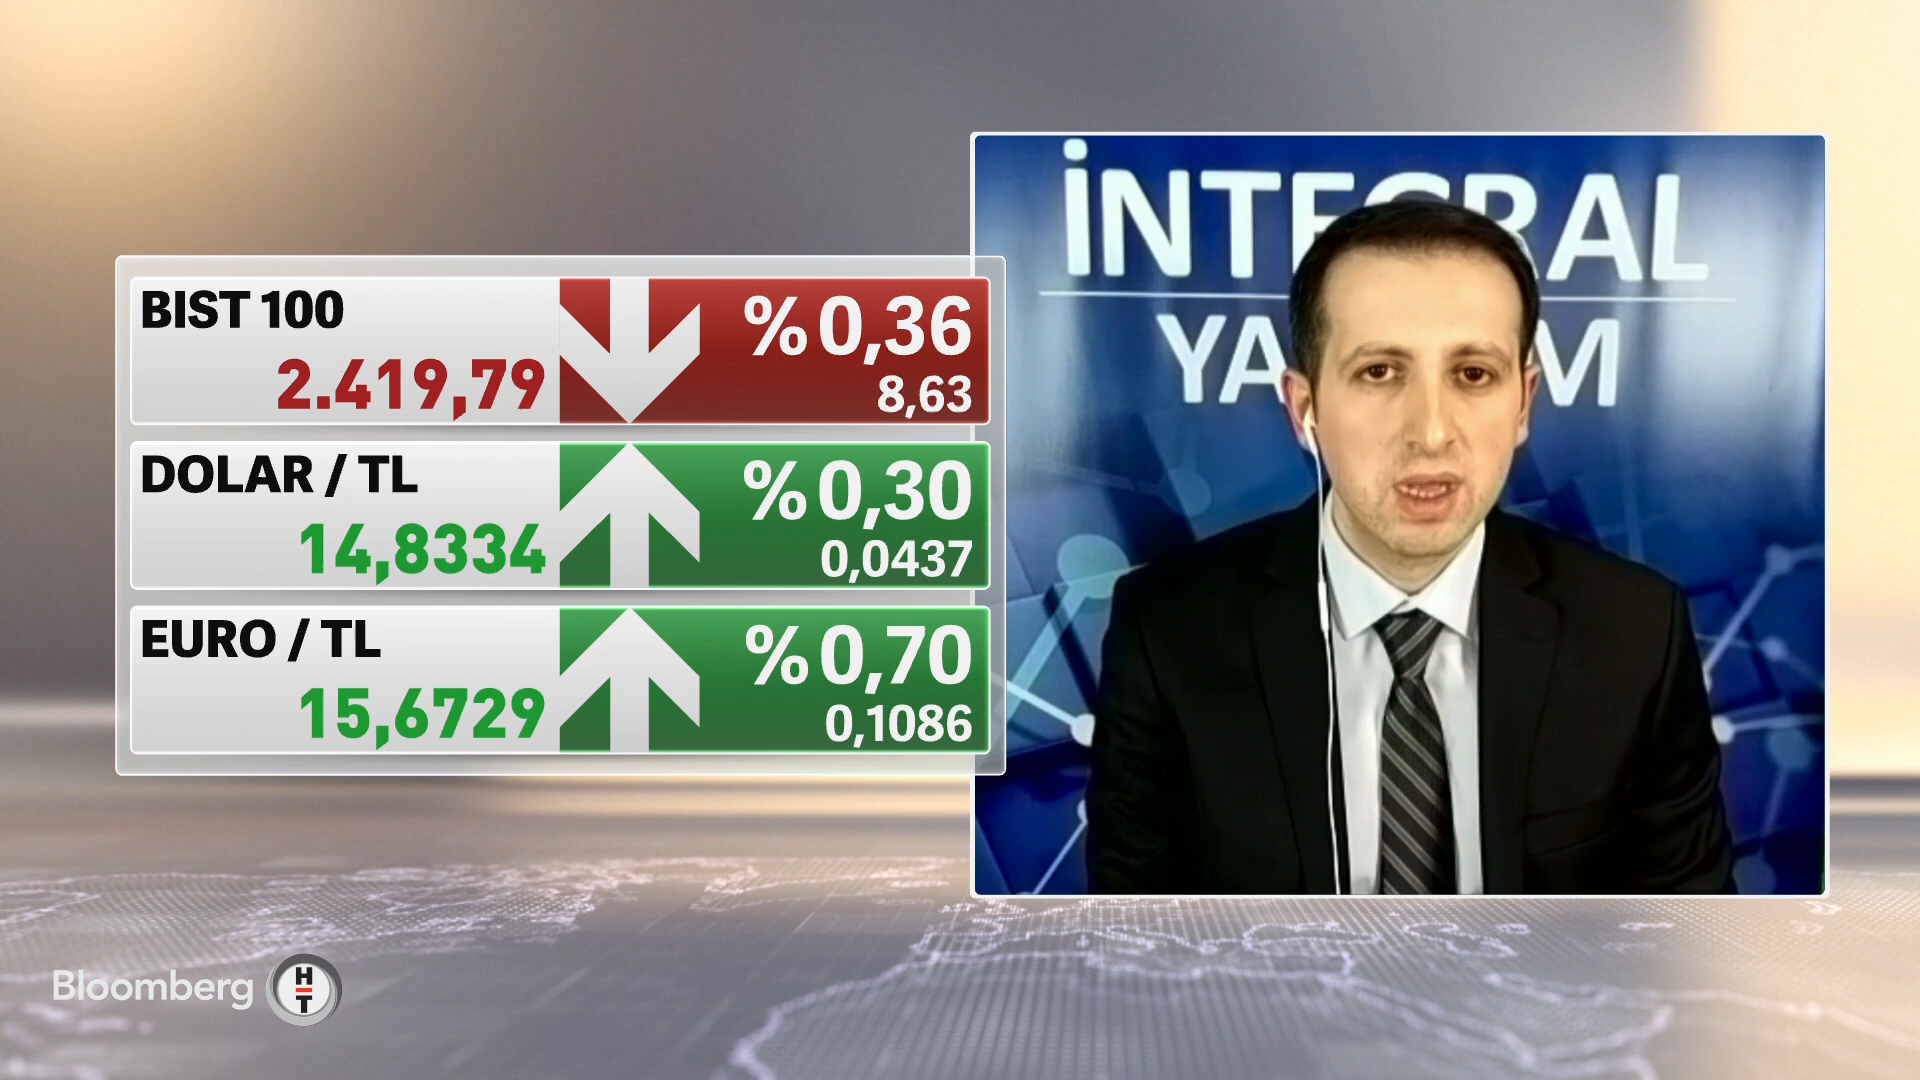 BIST 100
2.419,79
%0,36
8,63
DOLAR / TL
14,8334
%0,30
0,0437
EURO / TL
15,6729
%0,70
0,1086
İNTEGRAL
Bloomberg HT